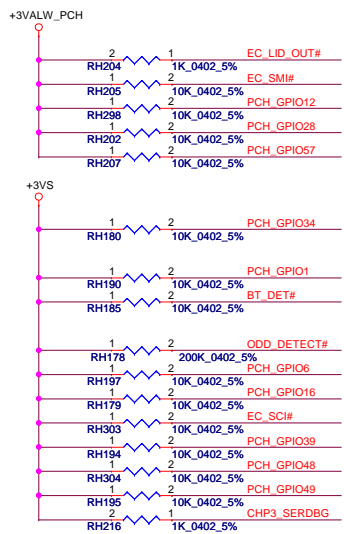 +3VALW_PCH
2 1 EC_LID_OUT#
RH204 1K_0402_5%
1 2 EC_SMI#
RH205 10K_0402_5%
1 2 PCH_GPIO12
RH298 10K_0402_5%
1 2 PCH_GPIO28
RH202 10K_0402_5%
1 2 PCH_GPIO57
RH207 10K_0402_5%
+3VS
1 2 PCH_GPIO34
RH180 10K_0402_5%
1 2 PCH_GPIO1
RH190 10K_0402_5%
1 2 BT_DET#
RH185 10K_0402_5%
1 2 ODD_DETECT#
RH178 200K_0402_5%
1 2 PCH_GPIO6
RH197 10K_0402_5%
1 2 PCH_GPIO16
RH179 10K_0402_5%
1 2 EC_SCI#
RH303 10K_0402_5%
1 2 PCH_GPIO39
RH194 10K_0402_5%
1 2 PCH_GPIO48
RH304 10K_0402_5%
1 2 PCH_GPIO49
RH195 10K_0402_5%
2 1 CHP3_SERDBG
RH216 1K_0402_5%